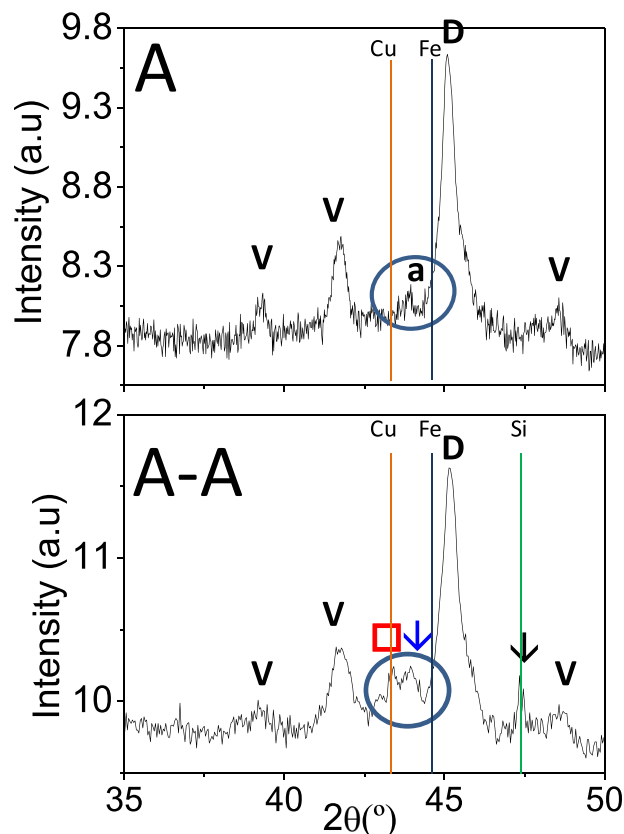 9.8
9.3
8.8
8.3
7.8
Intensity (a.u)
A
Cu
Fe
D
V
V
a
V
12
11
10
Intensity (a.u)
A-A
Cu
Fe
Si
D
V
V
V
35
40
45
50
2θ(º)